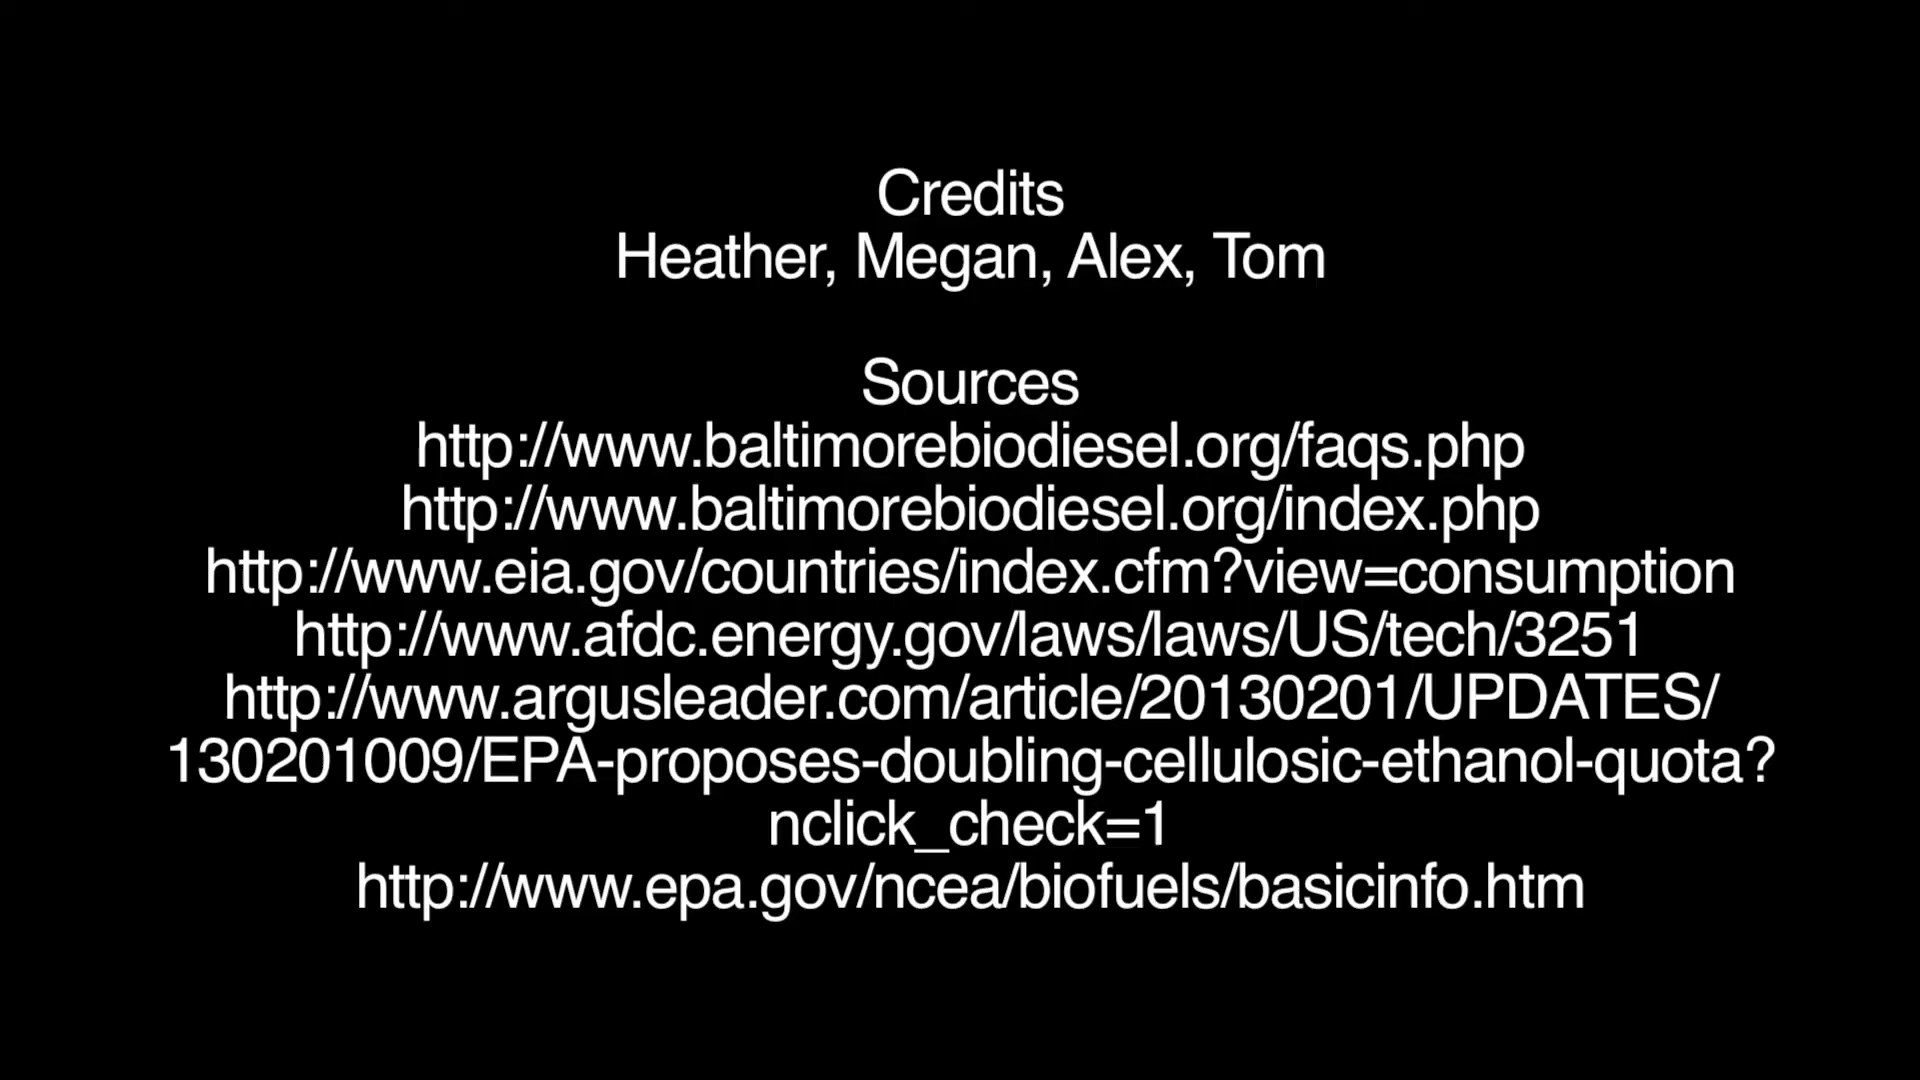 Credits
Heather, Megan, Alex, Tom
Sources
http://www.baltimorebiodiesel.org/faqs.php
http://www.baltimorebiodiesel.org/index.php
http://www.eia.gov/countries/index.cfm?view=consumption
http://www.afdc.energy.gov/laws/laws/US/tech/3251
http://www.argusleader.com/article/20130201/UPDATES/
130201009/EPA-proposes-doubling-cellulosic-ethanol-quota?
nclick_check=1
http://www.epa.gov/ncea/biofuels/basicinfo.htm